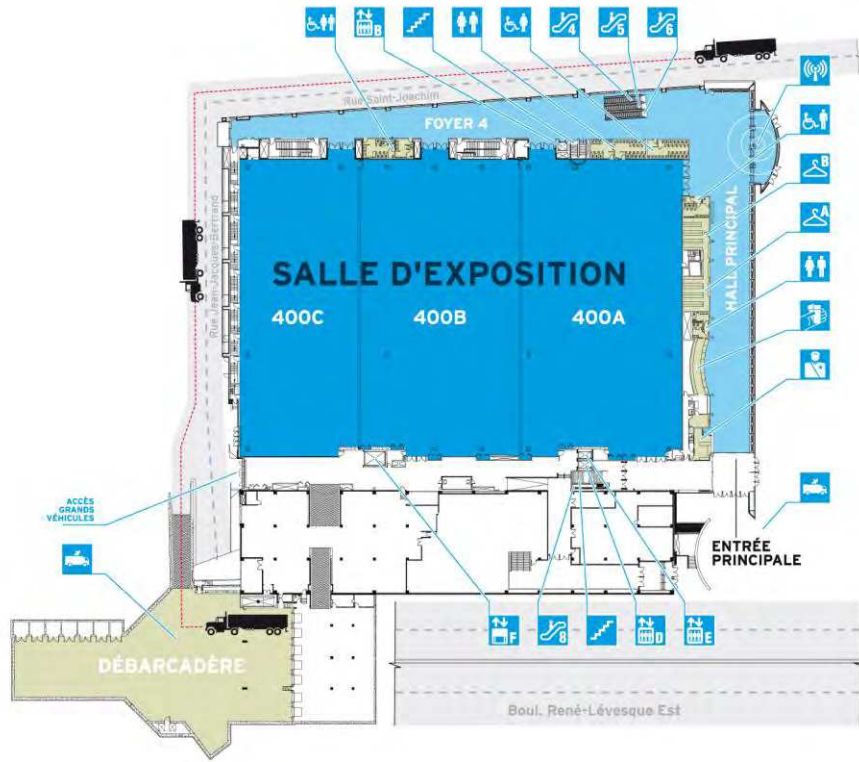 B
4
5
6
Rue Saint-Joachim
FOYER 4
B
A
HALL PRINCIPAL
Rue Jean-Jacques-Bertrand
SALLE D'EXPOSITION
400C
400B
400A
ACCÈS
GRANDS
VÉHICULES
ENTRÉE
PRINCIPALE
F
8
D
E
DÉBARCADÈRE
Boul. René-Lévesque Est